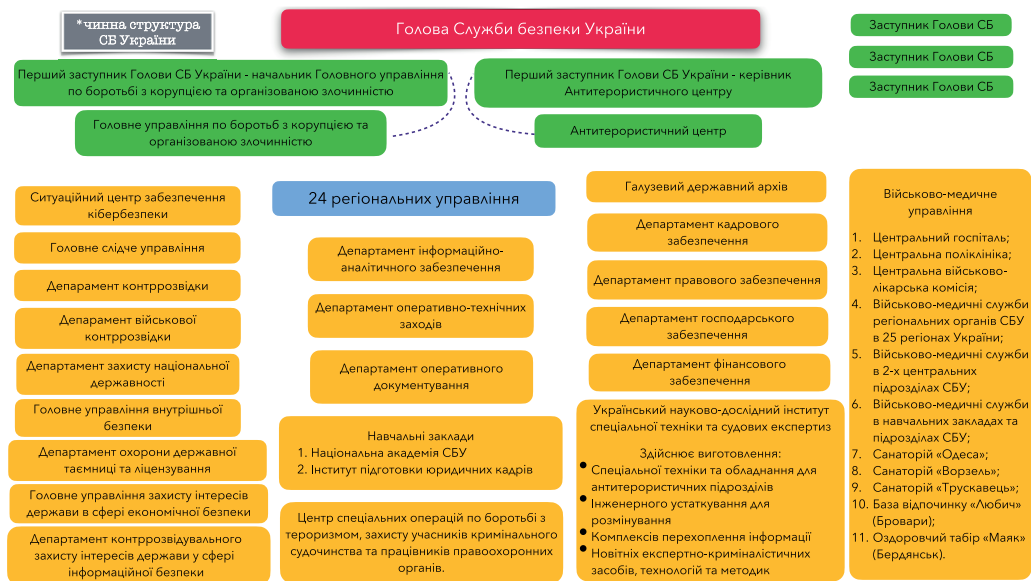 *чинна структура
СБ України
Голова Служби безпеки України
Заступник Голови СБ
Заступник Голови СБ
Заступник Голови СБ
Перший заступник Голови СБ України - начальник Головного управління
по боротьбі з корупцією та організованою злочинністю
Перший заступник Голови СБ України - керівник
Антитерористичного центру
Головне управління по боротьб з корупцією та
організованою злочинністю
Антитерористичний центр
Ситуаційний центр забезпечення
кібербезпеки
Головне слідче управління
Депарамент контррозвідки
Депарамент військової
контррозвідки
Департамент захисту національної
державності
Головне управління внутрішньої
безпеки
Департамент охорони державної
таємниці та ліцензування
Головне управління захисту інтересів
держави в сфері економічної безпеки
Департамент контррозвідувального
захисту інтересів держави у сфері
інформаційної безпеки
24 регіональних управління
Департамент інформаційно-
аналітичного забезпечення
Департамент оперативно-технічних
заходів
Департамент оперативного
документування
Навчальні заклади
1. Національна академія СБУ
2. Інститут підготовки юридичних кадрів
Центр спеціальних операцій по боротьбі з
тероризмом, захисту учасників кримінального
судочинства та працівників правоохоронних
органів.
Галузевий державний архів
Департамент кадрового
забезпечення
Департамент правового забезпечення
Департамент господарського
забезпечення
Департамент фінансового
забезпечення
Український науково-дослідний інститут
спеціальної техніки та судових експертиз
Здійснює виготовлення:
• Спеціальної техніки та обладнання для
антитерористичних підрозділів
• Інженерного устаткування для
розмінування
• Комплексів перехоплення інформації
• Новітніх експертно-криміналістичних
засобів, технологій та методик
Військово-медичне
управління
1. Центральний госпіталь;
2. Центральна поліклініка;
3. Центральна військово-
лікарська комісія;
4. Військово-медичні служби
регіональних органів СБУ
в 25 регіонах України;
5. Військово-медичні служби
в 2-х центральних
підрозділах СБУ;
6. Військово-медичні служби
в навчальних закладах та
підрозділах СБУ;
7. Санаторій «Одеса»;
8. Санаторій «Ворзель»;
9. Санаторій «Трускавець»;
10. База відпочинку «Любич»
(Бровари);
11. Оздоровчий табір «Маяк»
(Бердянськ).